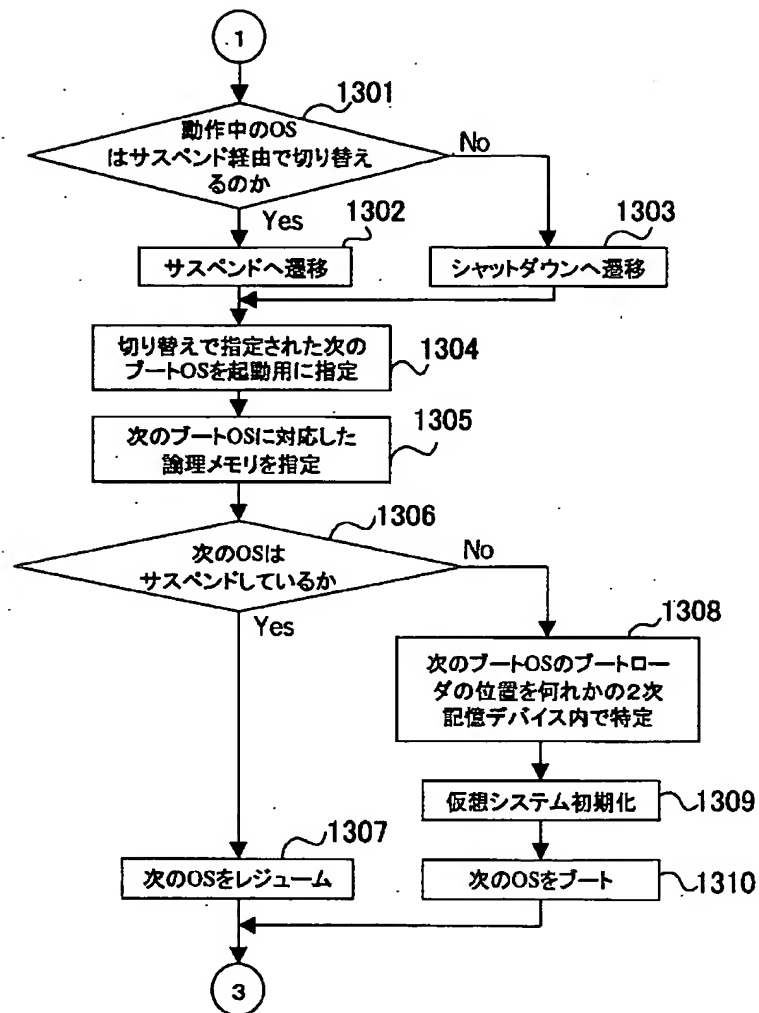 1
1301
動作中のOS
はサスペンド経由で切り替え
るのか
No
Yes
1302
1303
サスペンドへ遷移
シャットダウンへ遷移
切り替えで指定された次の
ブートOSを起動用に指定
1304
1305
次のブートOSに対応した
論理メモリを指定
1306
次のOSは
サスペンドしているか
No
Yes
1308
次のブートOSのブートロー
ダの位置を何れかの2次
記憶デバイス内で特定
仮想システム初期化
1309
1307
次のOSをレジューム
次のOSをブート
1310
3